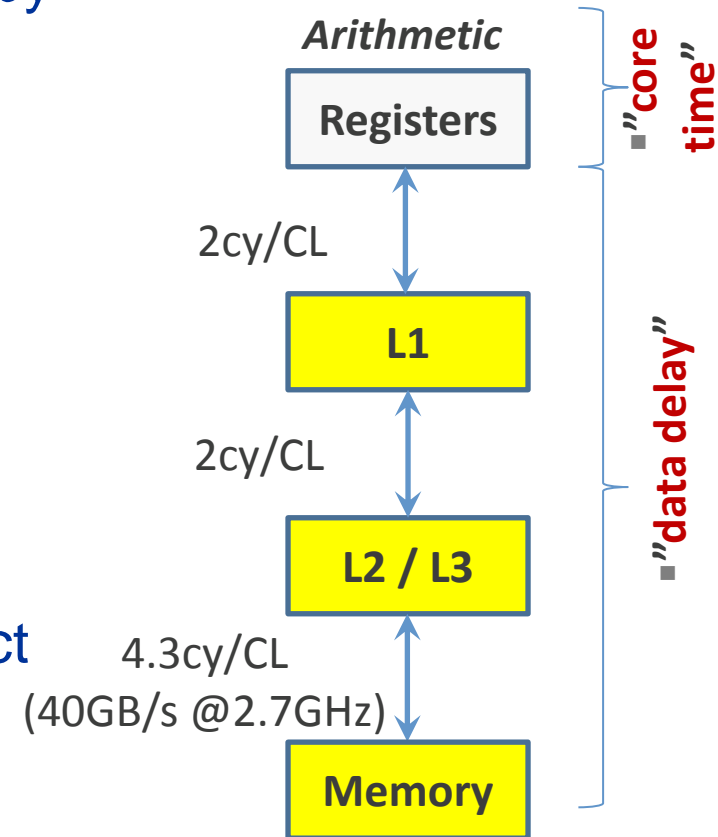 ey
Arithmetic
Registers
▪”core
time”
2cy/CL
L1
2cy/CL
▪”data delay”
L2 / L3
ct
4.3cy/CL
(40GB/s @2.7GHz)
Memory